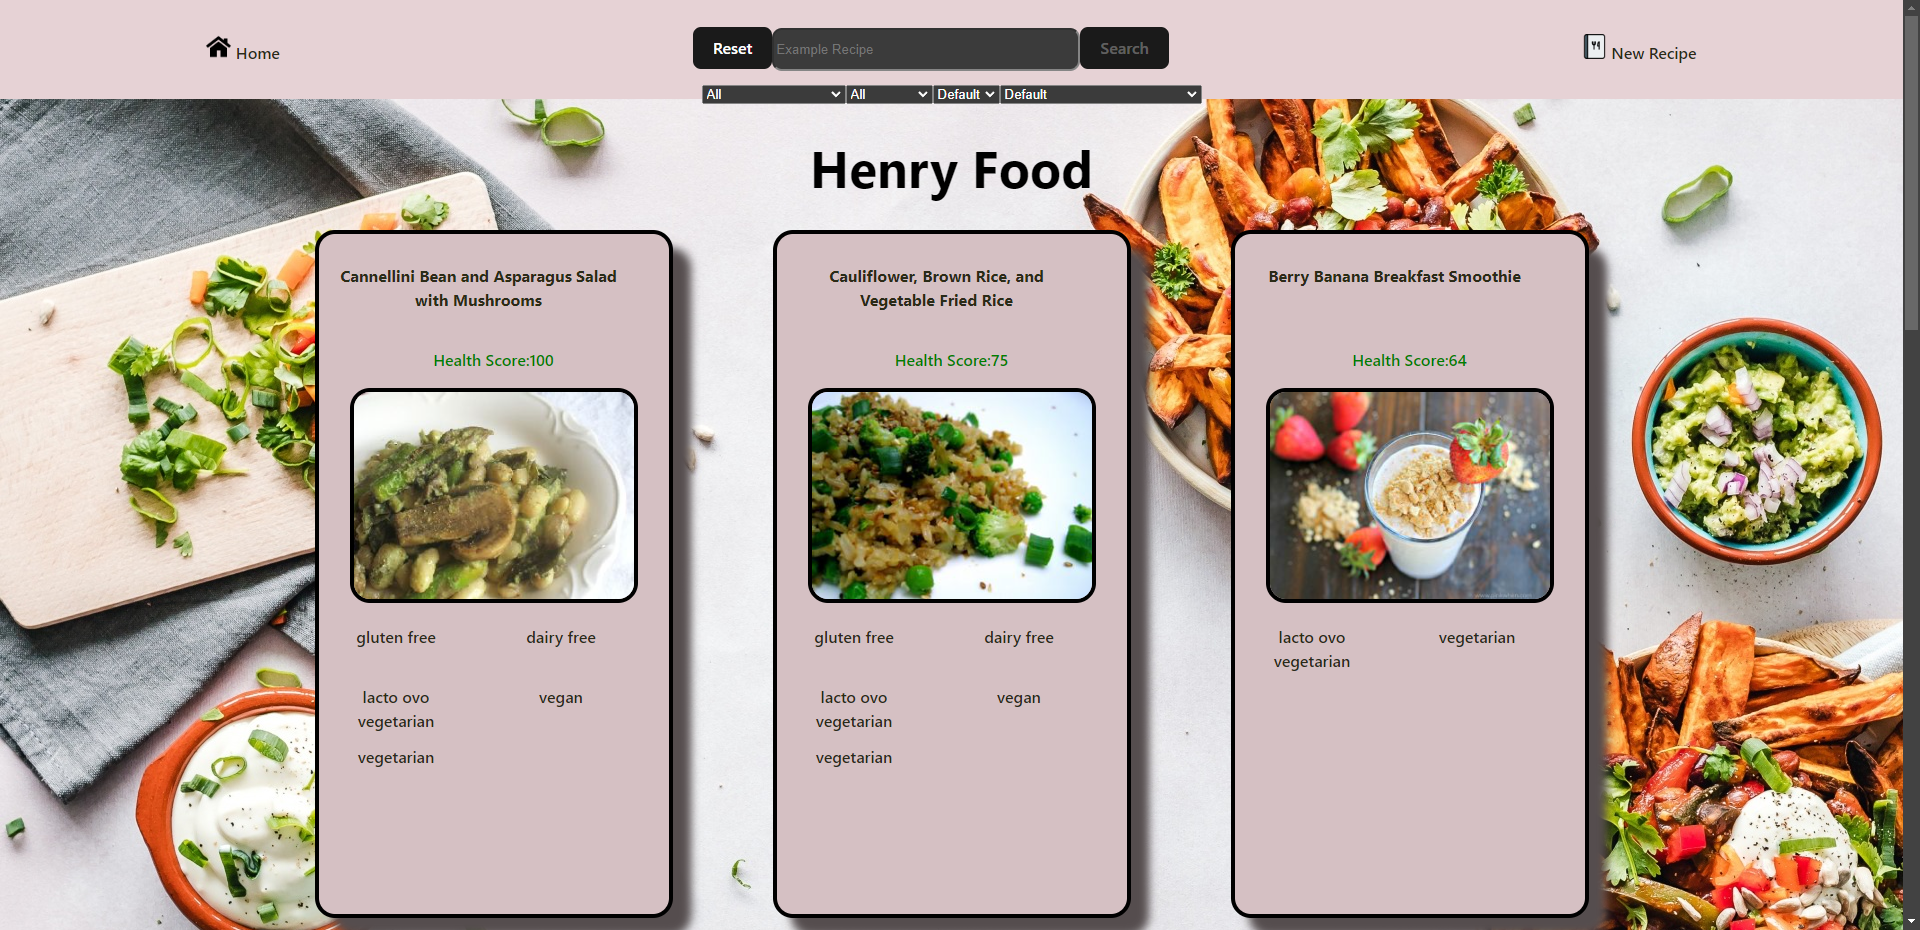 Home
Reset
Example Recipe
Search
New Recipe
All
All
Default
Default
Henry Food
Cannellini Bean and Asparagus Salad
with Mushrooms
Health Score:100
gluten free
dairy free
lacto ovo
vegetarian
vegan
vegetarian
Cauliflower, Brown Rice, and
Vegetable Fried Rice
Health Score:75
gluten free
dairy free
lacto ovo
vegetarian
vegan
vegetarian
Berry Banana Breakfast Smoothie
Health Score:64
lacto ovo
vegetarian
vegetarian